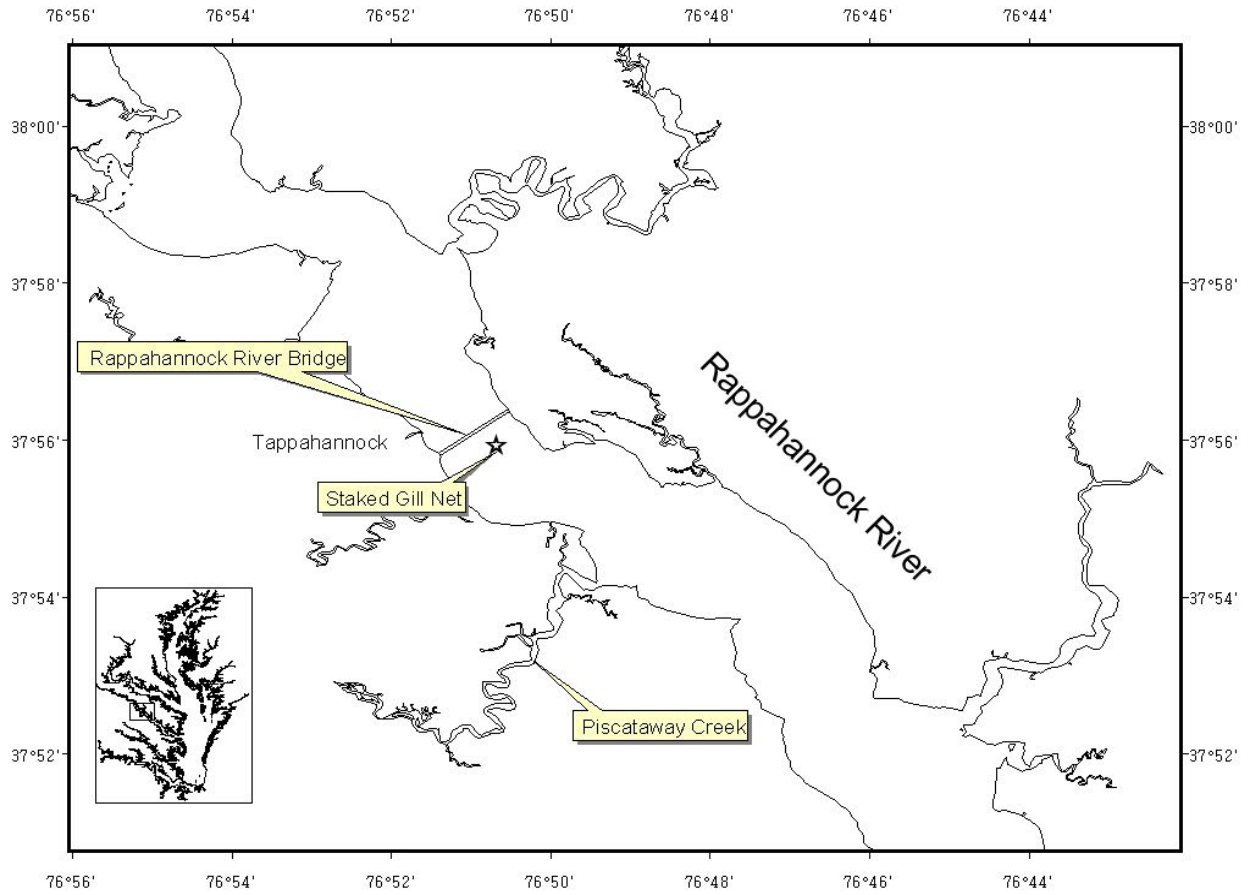 76°56' 76°54' 76°52' 76°50' 76°48' 76°46' 76°44'
38°00' 38°00'
37°58' 37°58'
Rappahannock River Bridge
Rappahannock River
37°56' 37°56'
Tappahannock
Staked Gill Net
37°54' 37°54'
Piscataway Creek
37°52' 37°52'
76°56' 76°54' 76°52' 76°50' 76°48' 76°46' 76°44'